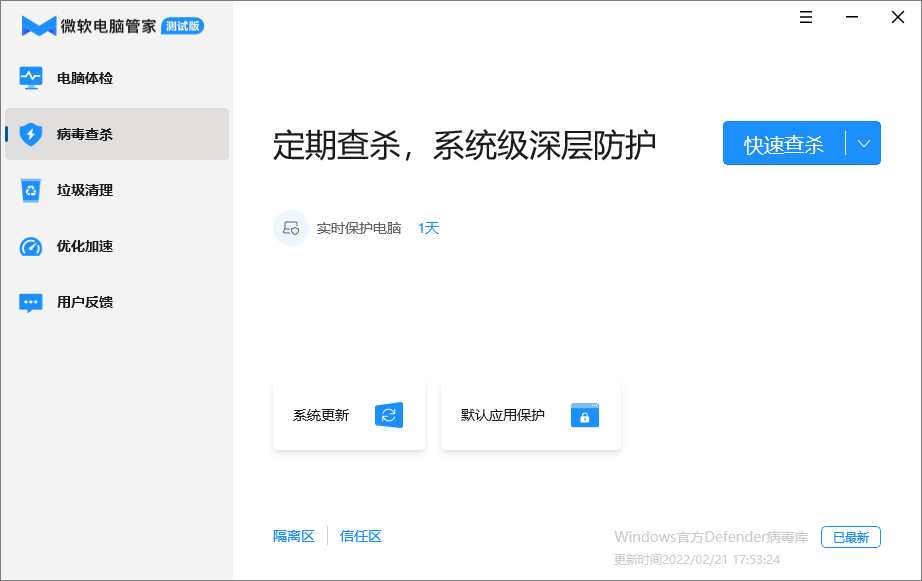 微软电脑管家 测试版
电脑体检
病毒查杀
垃圾清理
优化加速
用户反馈
定期查杀，系统级深层防护
快速查杀
实时保护电脑 1天
系统更新
默认应用保护
隔离区 信任区
Windows官方Defender病毒库 已最新
更新时间2022/02/21 17:53:24